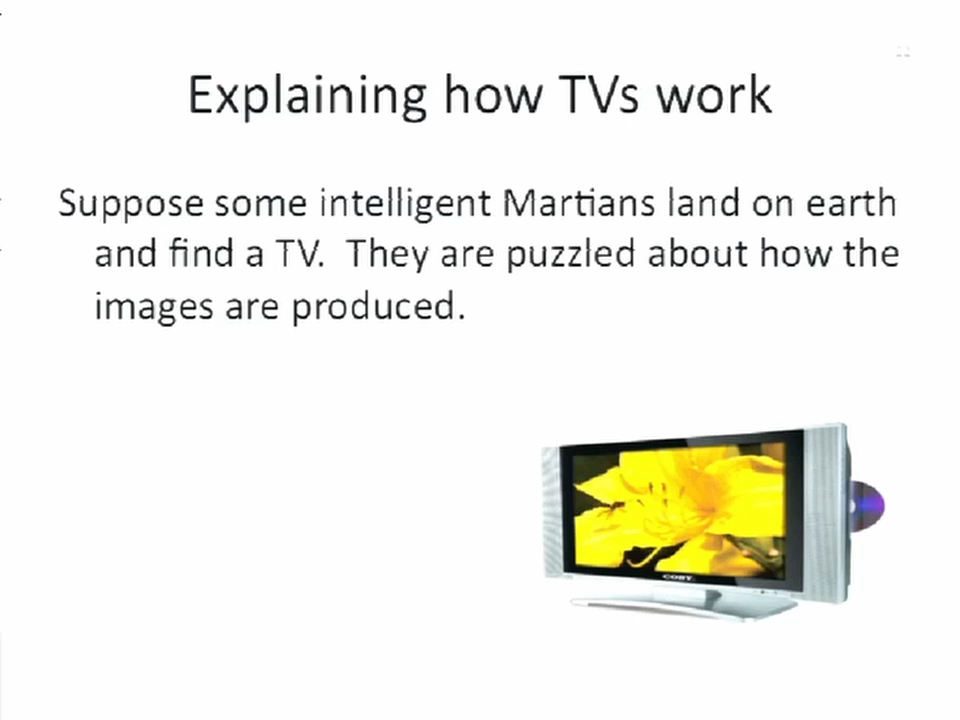 Explaining how TVs work
Suppose some intelligent Martians land on earth
and find a TV.  They are puzzled about how the
images are produced.
COBY